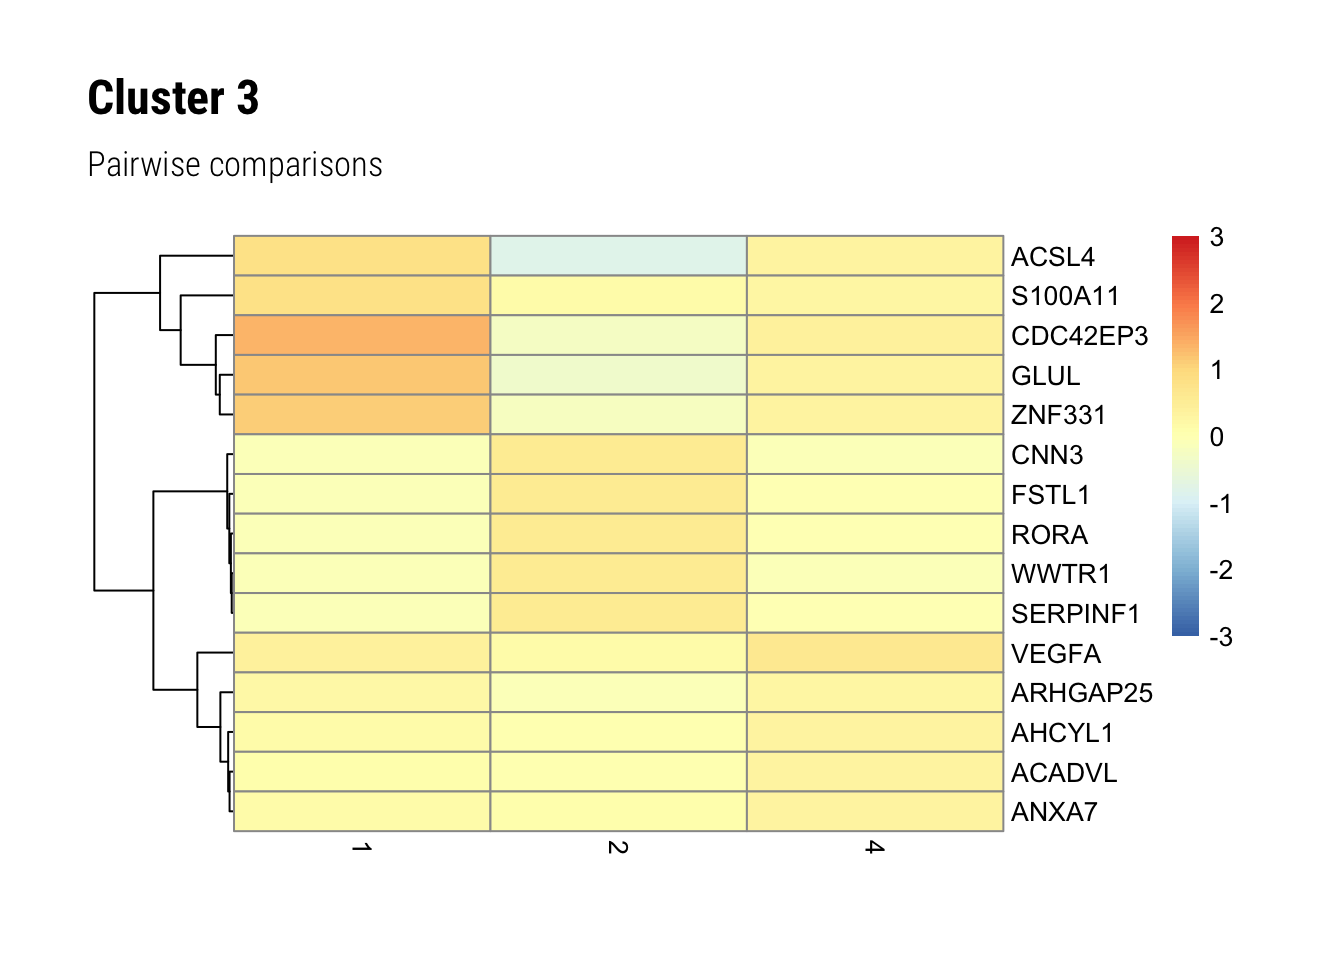 Cluster 3
Pairwise comparisons
ACSL4
S100A11
CDC42EP3
GLUL
ZNF331
CNN3
FSTL1
RORA
WWTR1
SERPINF1
VEGFA
ARHGAP25
AHCYL1
ACADVL
ANXA7
3
2
1
0
-1
-2
-3
1
2
4